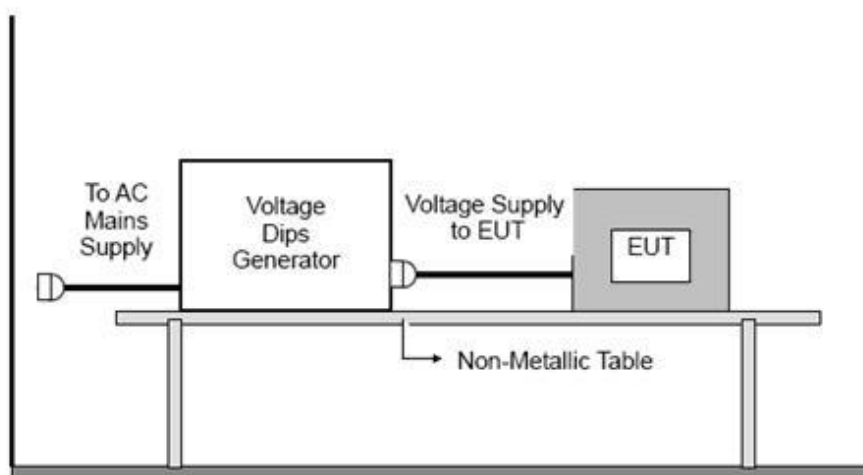 To AC
Mains
Supply
Voltage
Dips
Generator
Voltage Supply
to EUT
EUT
Non-Metallic Table